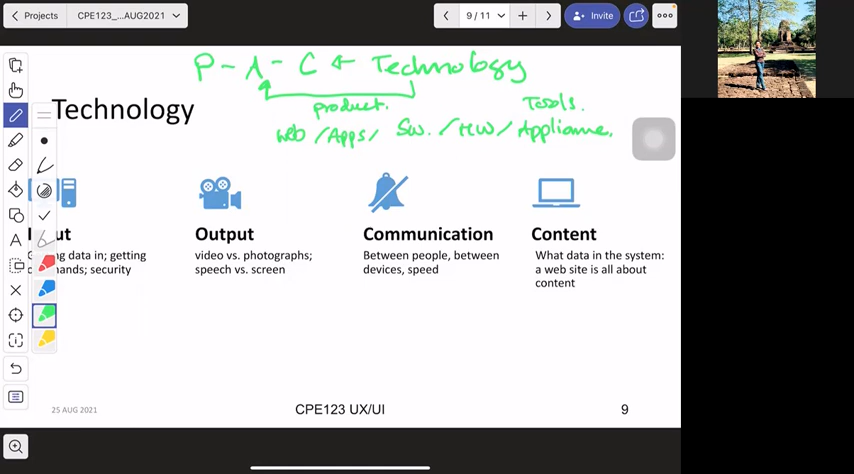 Projects
CPE123_...AUG2021
9 / 11
Invite
P - A - C ← Technology
product.
Tools.
web / Apps / Sw. / HW / Appliance.
Technology
Output
Communication
Content
video vs. photographs;
speech vs. screen
Between people, between
devices, speed
What data in the system:
a web site is all about
content
25 AUG 2021
CPE123 UX/UI
9